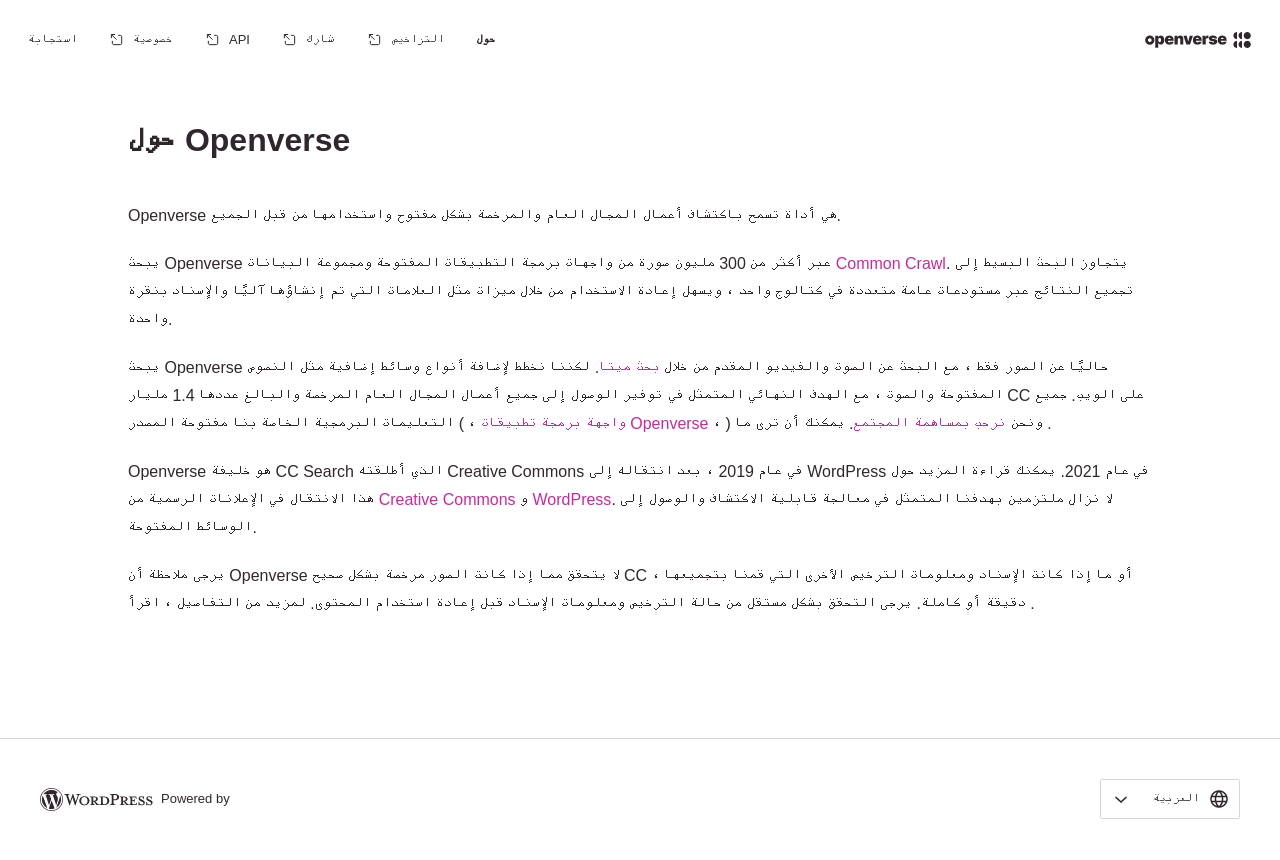 openverse
حول
التراخيص
شارك
API
خصوصية
استجابة
حول Openverse
Openverse هي أداة تسمح باكتشاف أعمال المجال العام والمرخصة بشكل مفتوح واستخدامها من قبل الجميع.
يبحث Openverse عبر أكثر من 300 مليون صورة من واجهات برمجة التطبيقات المفتوحة ومجموعة البيانات Common Crawl. يتجاوز البحث البسيط إلى
تجميع النتائج عبر مستودعات عامة متعددة في كتالوج واحد ، ويسهل إعادة الاستخدام من خلال ميزات مثل العلامات التي تم إنشاؤها آليًا والإسناد بنقرة
واحدة.
يبحث Openverse حاليًا عن الصور فقط ، مع البحث عن الصوت والفيديو المقدم من خلال بحث ميتا. لكننا نخطط لإضافة أنواع وسائط إضافية مثل النصوص
المفتوحة والصوت ، مع الهدف النهائي المتمثل في توفير الوصول إلى جميع أعمال المجال العام المرخصة والبالغ عددها 1.4 مليار CC على الويب. جميع
التعليمات البرمجية الخاصة بنا مفتوحة المصدر ( ، واجهة برمجة تطبيقات Openverse ، ) ونحن نرحب بمساهمة المجتمع. يمكنك أن ترى ما .
Openverse هو خليفة CC Search الذي أطلقته Creative Commons في عام 2019 ، بعد انتقاله إلى WordPress في عام 2021. يمكنك قراءة المزيد حول
هذا الانتقال في الإعلانات الرسمية من Creative Commons و WordPress. لا نزال ملتزمين بهدفنا المتمثل في معالجة قابلية الاكتشاف والوصول إلى
الوسائط المفتوحة.
يرجى ملاحظة أن Openverse لا يتحقق مما إذا كانت الصور مرخصة بشكل صحيح CC ، أو ما إذا كانت الإسناد ومعلومات الترخيص الأخرى التي قمنا بتجميعها
دقيقة أو كاملة. يرجى التحقق بشكل مستقل من حالة الترخيص ومعلومات الإسناد قبل إعادة استخدام المحتوى. لمزيد من التفاصيل ، اقرأ .
العربية
Powered by WORDPRESS